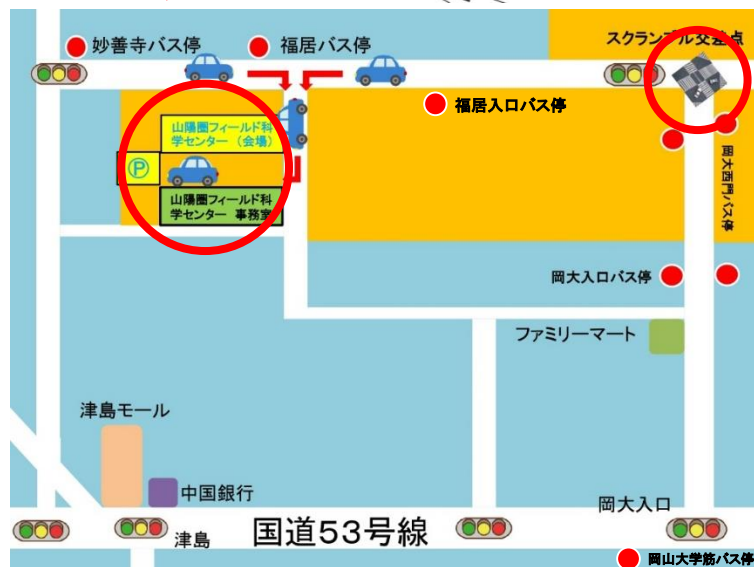 妙善寺バス停
福居バス停
スクランブル交差点
福居入口バス停
山陽圏フィールド科
学センター（会場）
P
山陽圏フィールド科
学センター 事務室
岡大西門バス停
岡大入口バス停
ファミリーマート
津島モール
中国銀行
岡大入口
津島
国道53号線
岡山大学筋バス停